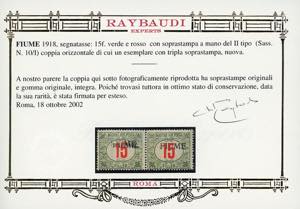 RAYBAUDI
EXPERTS
FIUME 1918, segnatasse: 15f. verde e rosso con soprastampa a mano del II tipo (Sass.
N. 10/I) coppia orizzontale di cui un esemplare con tripla soprastampa, nuova.
A nostro parere la coppia qui sotto fotograficamente riprodotta ha soprastampe originali
e gomma originale, integra. Poiché trovasi tuttora in ottimo stato di conservazione, data
la sua rarità, è stata firmata per esteso.
Roma, 18 ottobre 2002
FIUME FIUME
15 15
ROMA